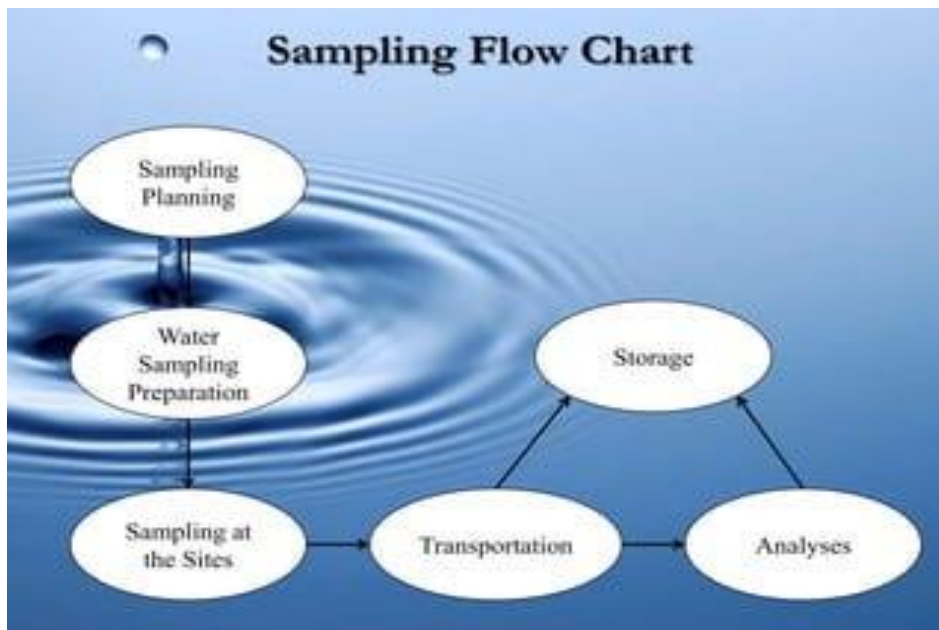 Sampling Flow Chart
Sampling
Planning
Water
Sampling
Preparation
Storage
Sampling at
the Sites
Transportation
Analyses